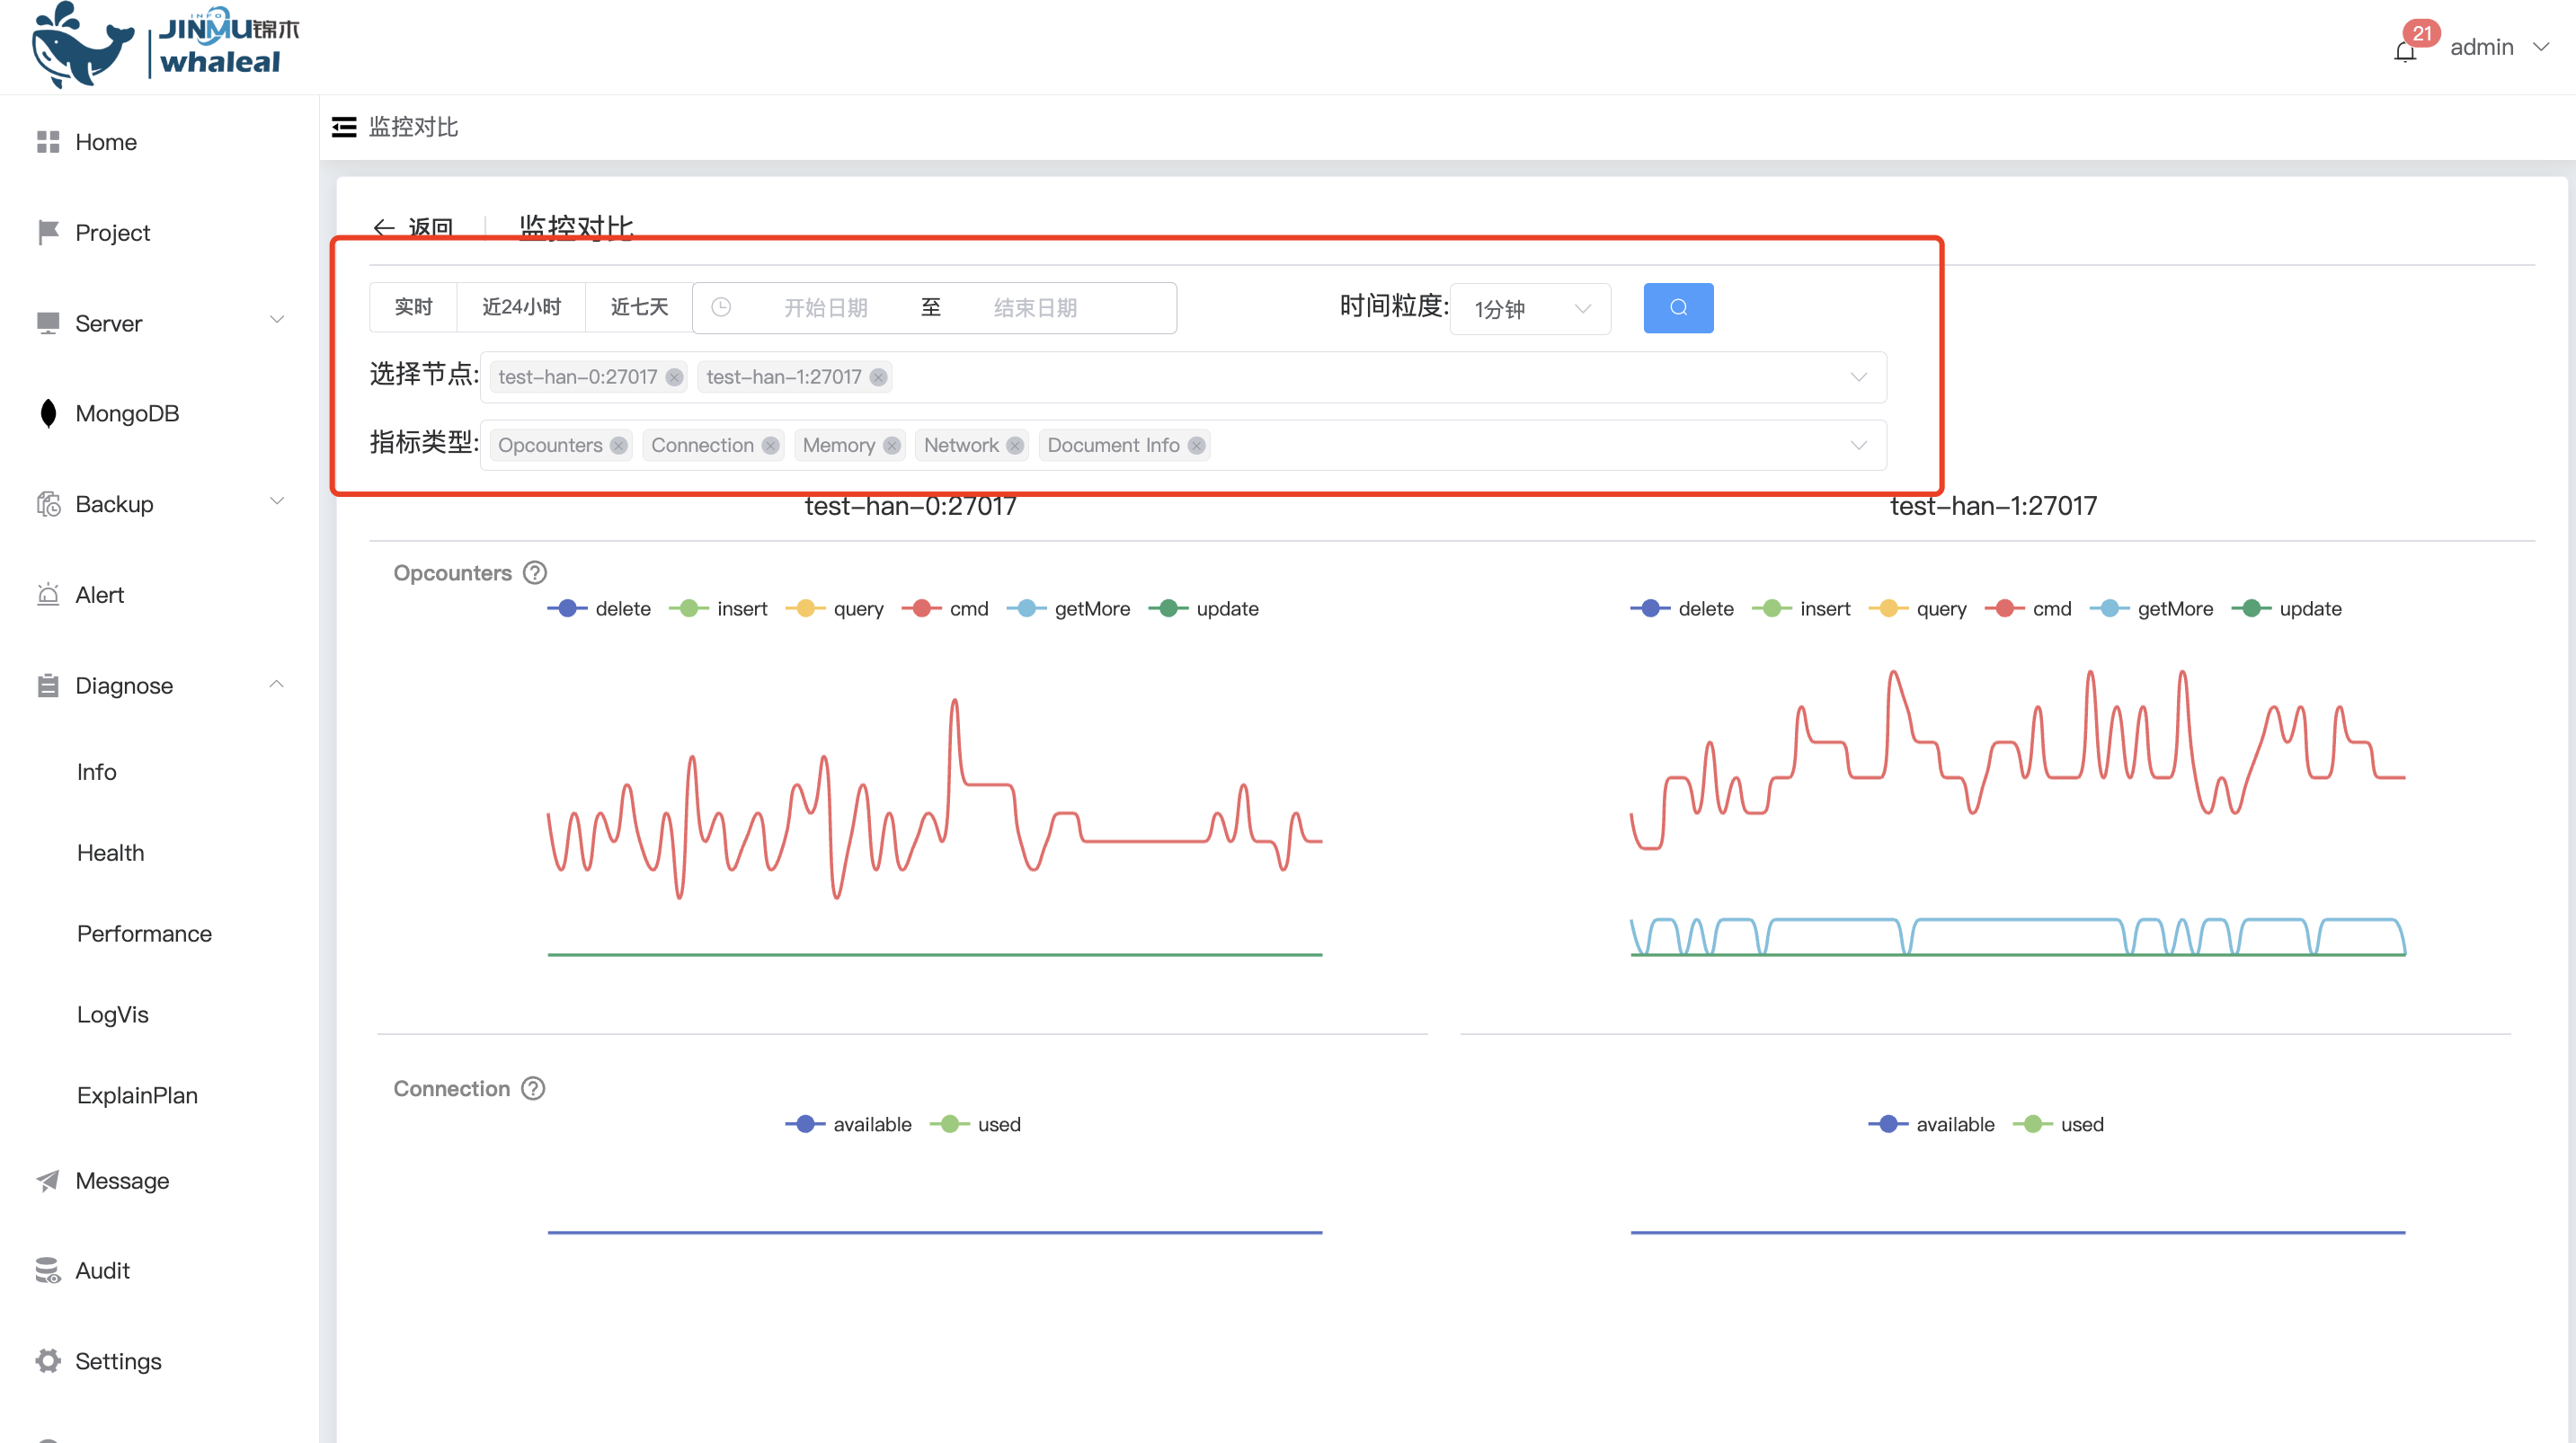 INFO
JINMU锦木
whaleal
21
admin
Home
Project
Server
MongoDB
Backup
Alert
Diagnose
Info
Health
Performance
LogVis
ExplainPlan
Message
Audit
Settings
监控对比
返回
监控对比
实时 近24小时 近七天 开始日期 至 结束日期 时间粒度: 1分钟
选择节点: test-han-0:27017 test-han-1:27017
指标类型: Opcounters Connection Memory Network Document Info
test-han-0:27017 test-han-1:27017
Opcounters
delete insert query cmd getMore update
delete insert query cmd getMore update
Connection
available used
available used